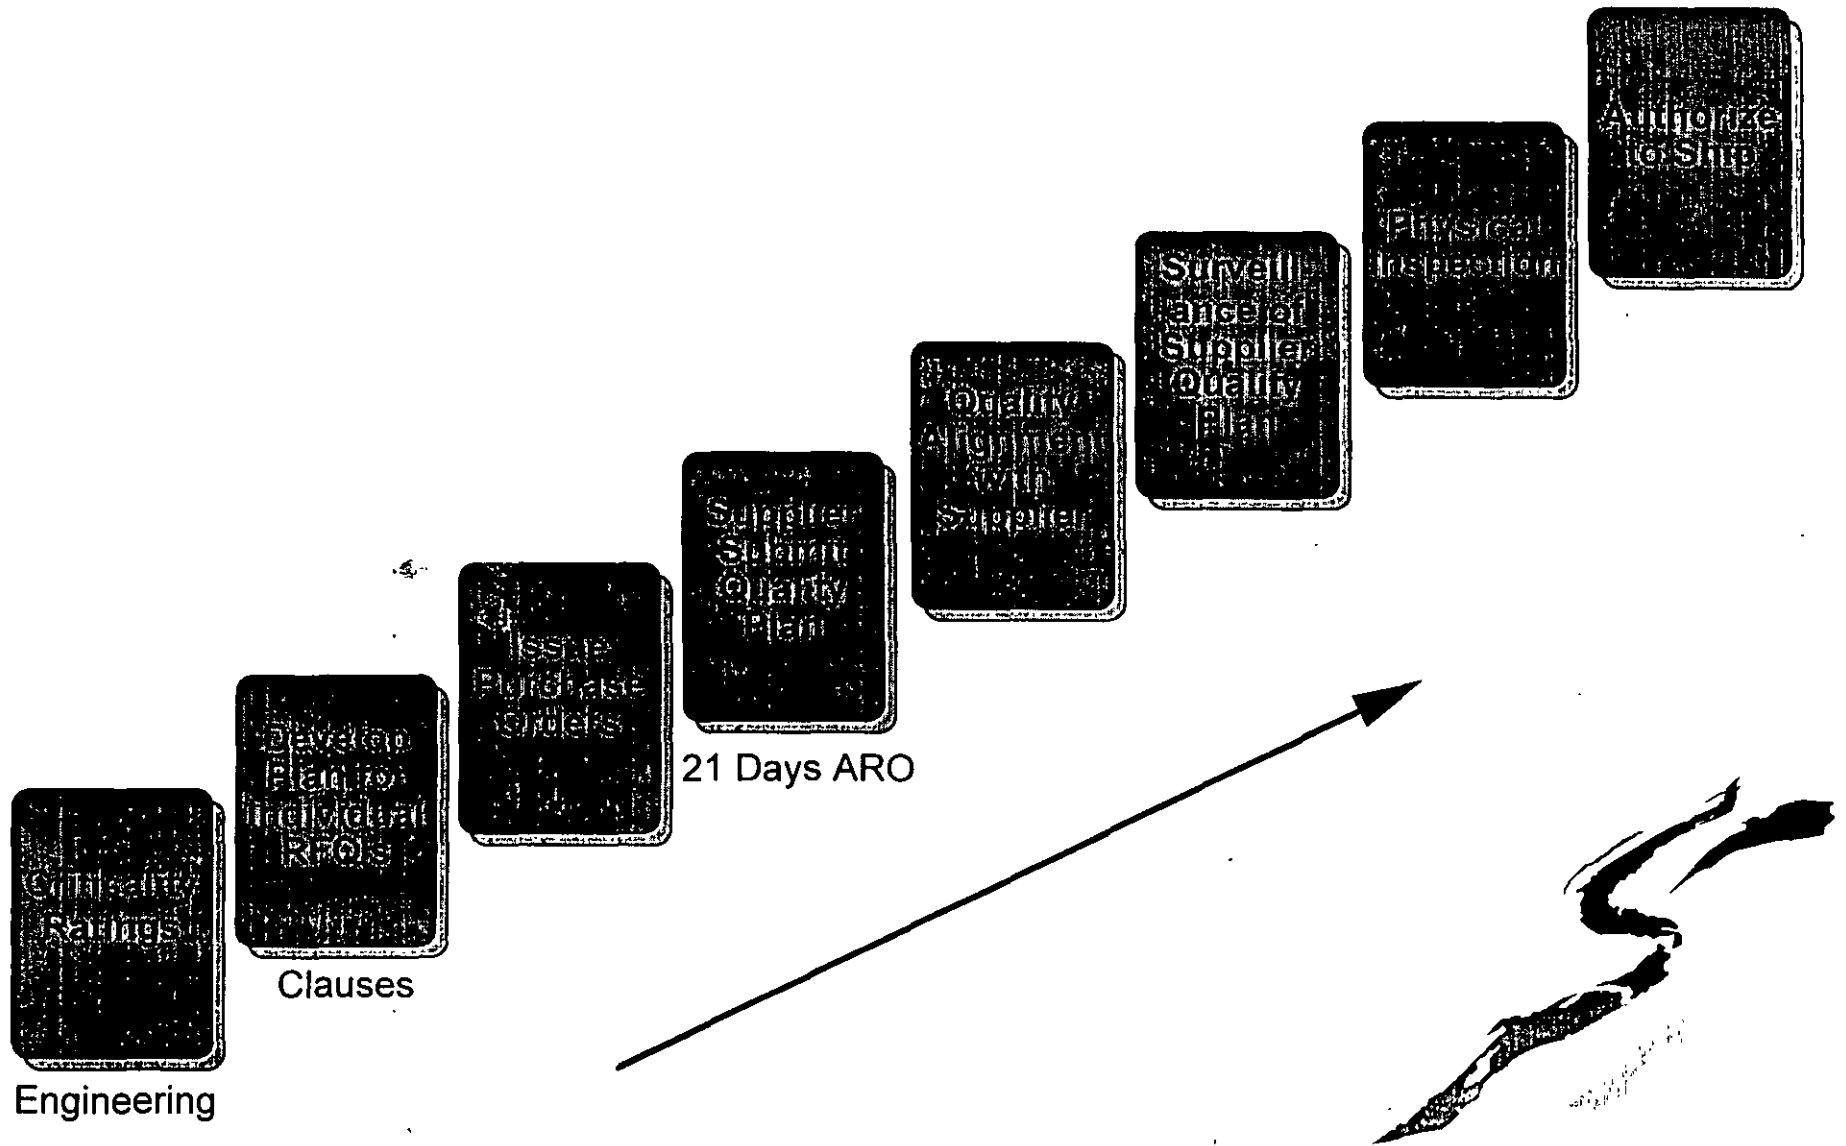 Criticality
Ratings
Engineering
Develop
Plan for
Individual
RFQ's
Clauses
Issue
Purchase
Orders
Supplier
Submit
Quality
Plan
21 Days ARO
Quality
Alignment
with
Supplier
Surveill
ance of
Supplier
Quality
Plan
Physical
Inspection
Authorize
to Ship